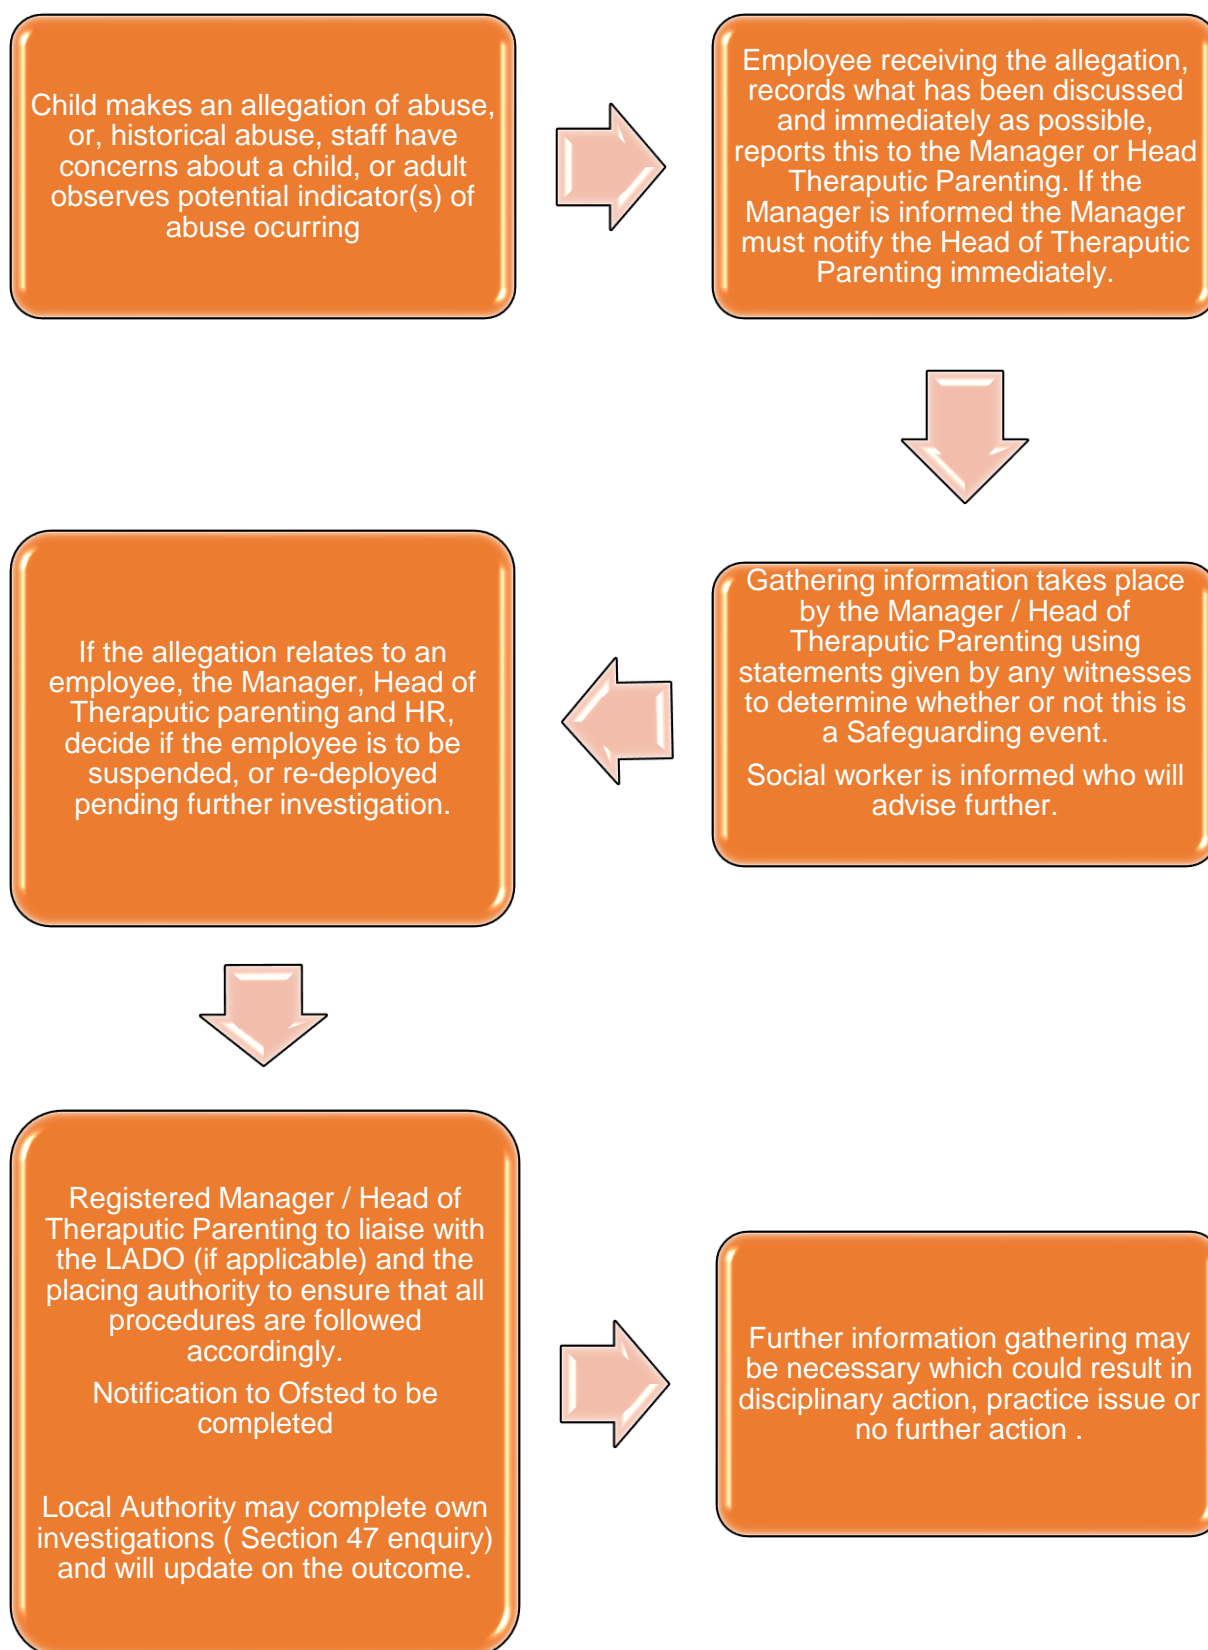 Child makes an allegation of abuse,
or, historical abuse, staff have
concerns about a child, or adult
observes potential indicator(s) of
abuse ocurring
Employee receiving the allegation,
records what has been discussed
and immediately as possible,
reports this to the Manager or Head
Theraputic Parenting. If the
Manager is informed the Manager
must notify the Head of Theraputic
Parenting immediately.
Gathering information takes place
by the Manager / Head of
Theraputic Parenting using
statements given by any witnesses
to determine whether or not this is
a Safeguarding event.
Social worker is informed who will
advise further.
If the allegation relates to an
employee, the Manager, Head of
Theraputic parenting and HR,
decide if the employee is to be
suspended, or re-deployed
pending further investigation.
Registered Manager / Head of
Theraputic Parenting to liaise with
the LADO (if applicable) and the
placing authority to ensure that all
procedures are followed
accordingly.
Notification to Ofsted to be
completed
Local Authority may complete own
investigations ( Section 47 enquiry)
and will update on the outcome.
Further information gathering may
be necessary which could result in
disciplinary action, practice issue or
no further action .